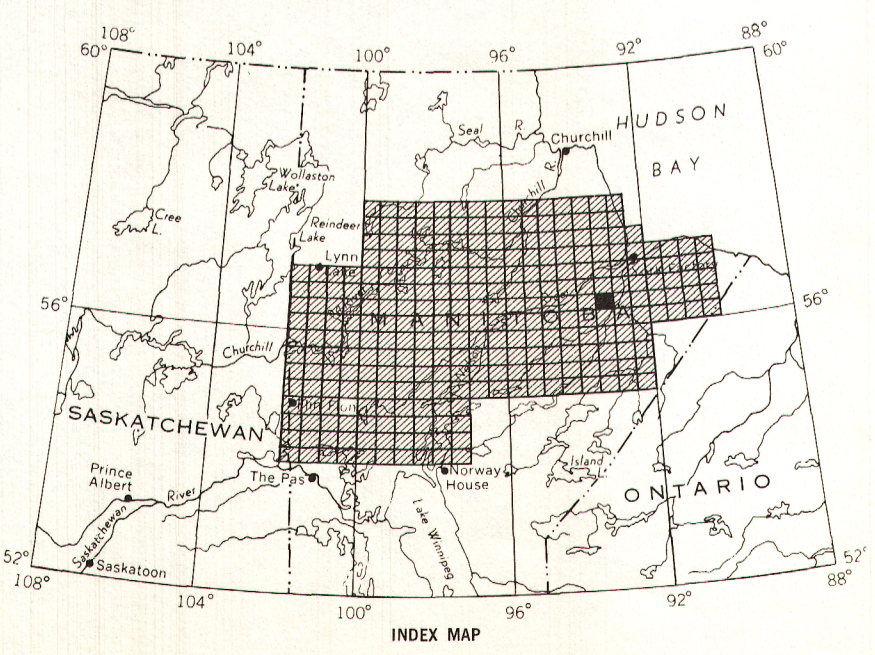 108°
104°
100°
96°
92°
88°
60°
60°
HUDSON
BAY
Seal R.
Churchill
Wollaston
Lake
Cree
L.
Reindeer
Lake
Lynn
Lake
R.
56°
56°
MANITOBA
Churchill
SASKATCHEWAN
Flin Flon
Prince
Albert
River
The Pas
Norway
House
Island
ONTARIO
Saskatchewan
Lake Winnipeg
52°
52°
108°
Saskatoon
104°
100°
96°
92°
88°
INDEX MAP